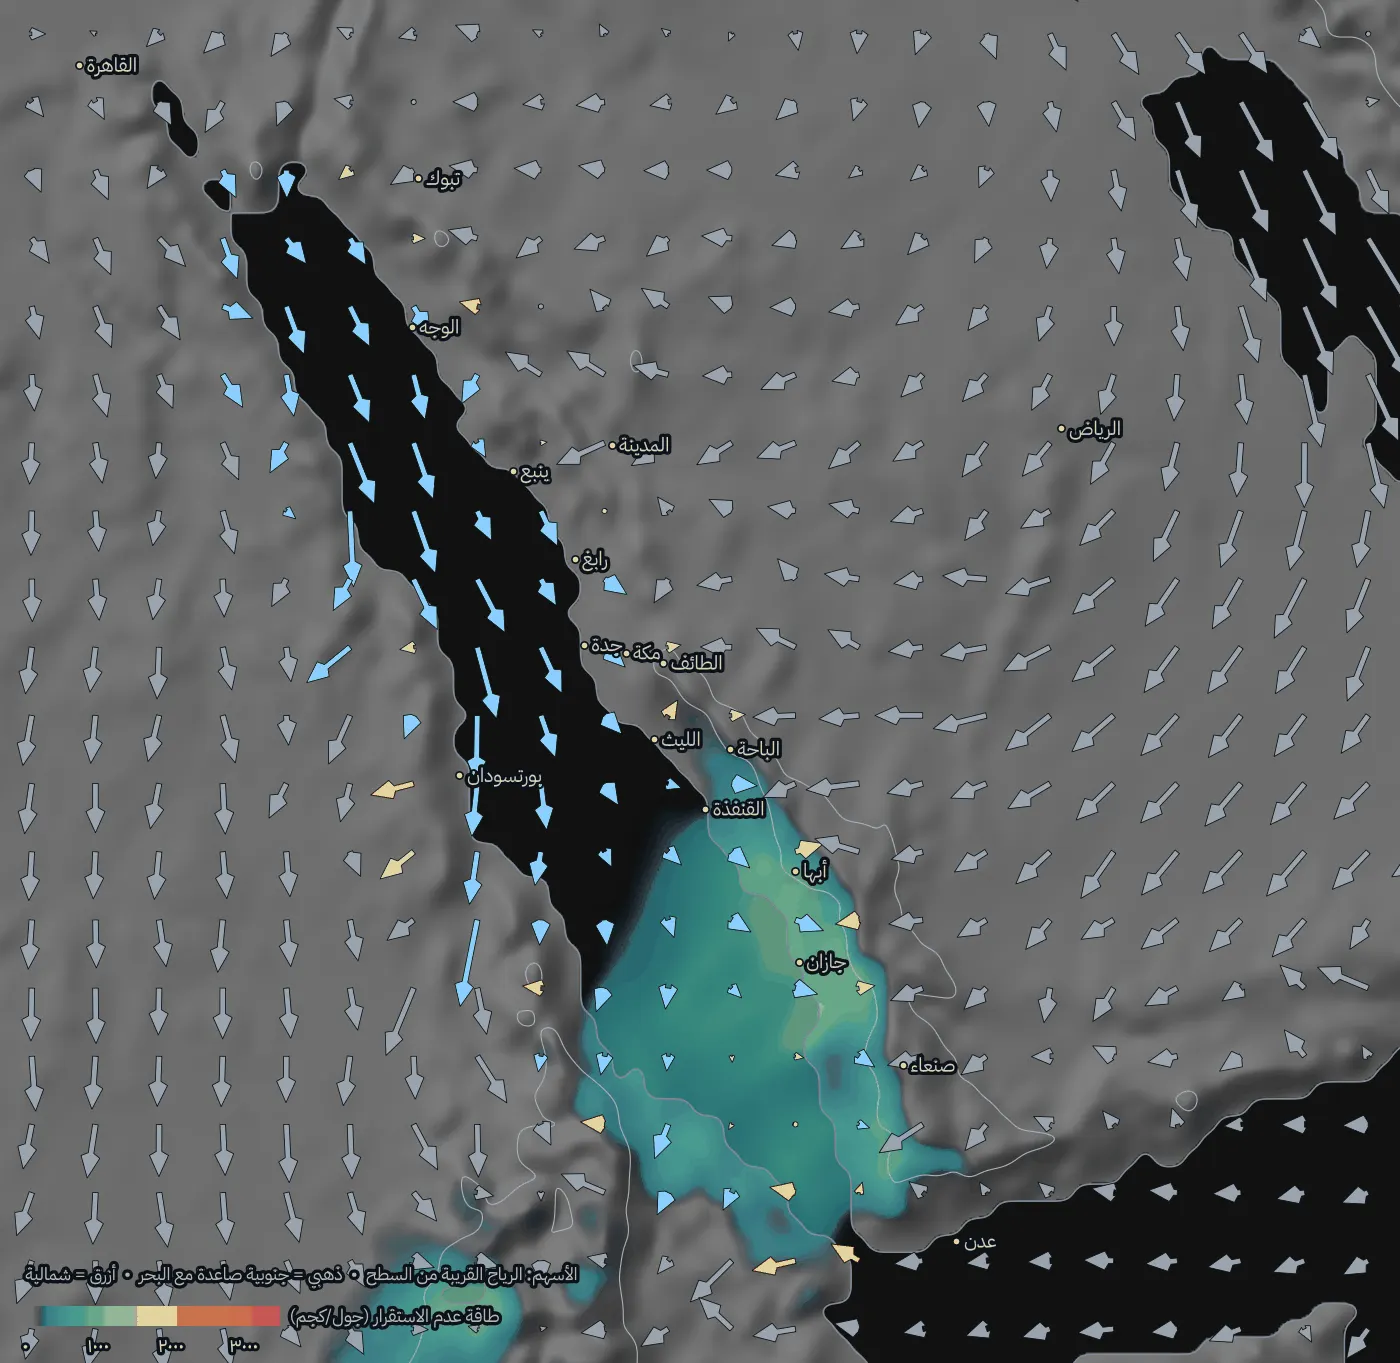 القاهرة
تبوك
الوجه
الرياض
المدينة
ينبع
رابغ
جدة
مكة
الطائف
الليث
الباحة
بورتسودان
القنفذة
أبها
جازان
صنعاء
عدن
الأسهم: الرياح القريبة من السطح • ذهبي = جنوبية صاعدة مع البحر • أزرق = شمالية
طاقة عدم الاستقرار (جول/كجم)
٠ ١٠٠٠ ٢٠٠٠ ٣٠٠٠